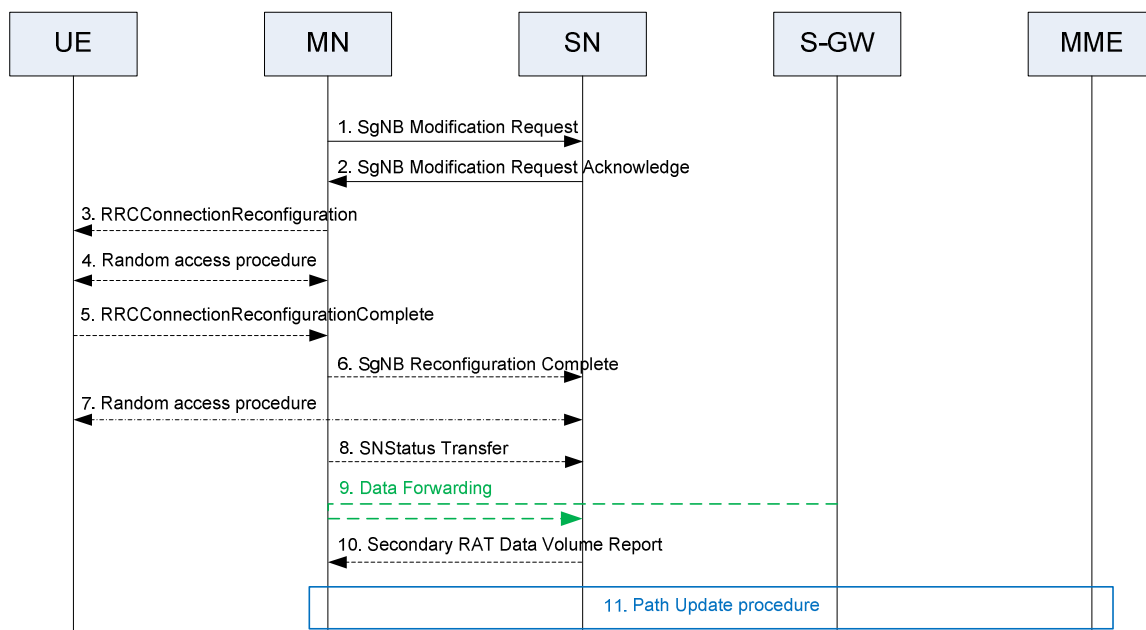 UE
MN
SN
S-GW
MME
1. SgNB Modification Request
2. SgNB Modification Request Acknowledge
3. RRCConnectionReconfiguration
4. Random access procedure
5. RRCConnectionReconfigurationComplete
6. SgNB Reconfiguration Complete
7. Random access procedure
8. SNStatus Transfer
9. Data Forwarding
10. Secondary RAT Data Volume Report
11. Path Update procedure